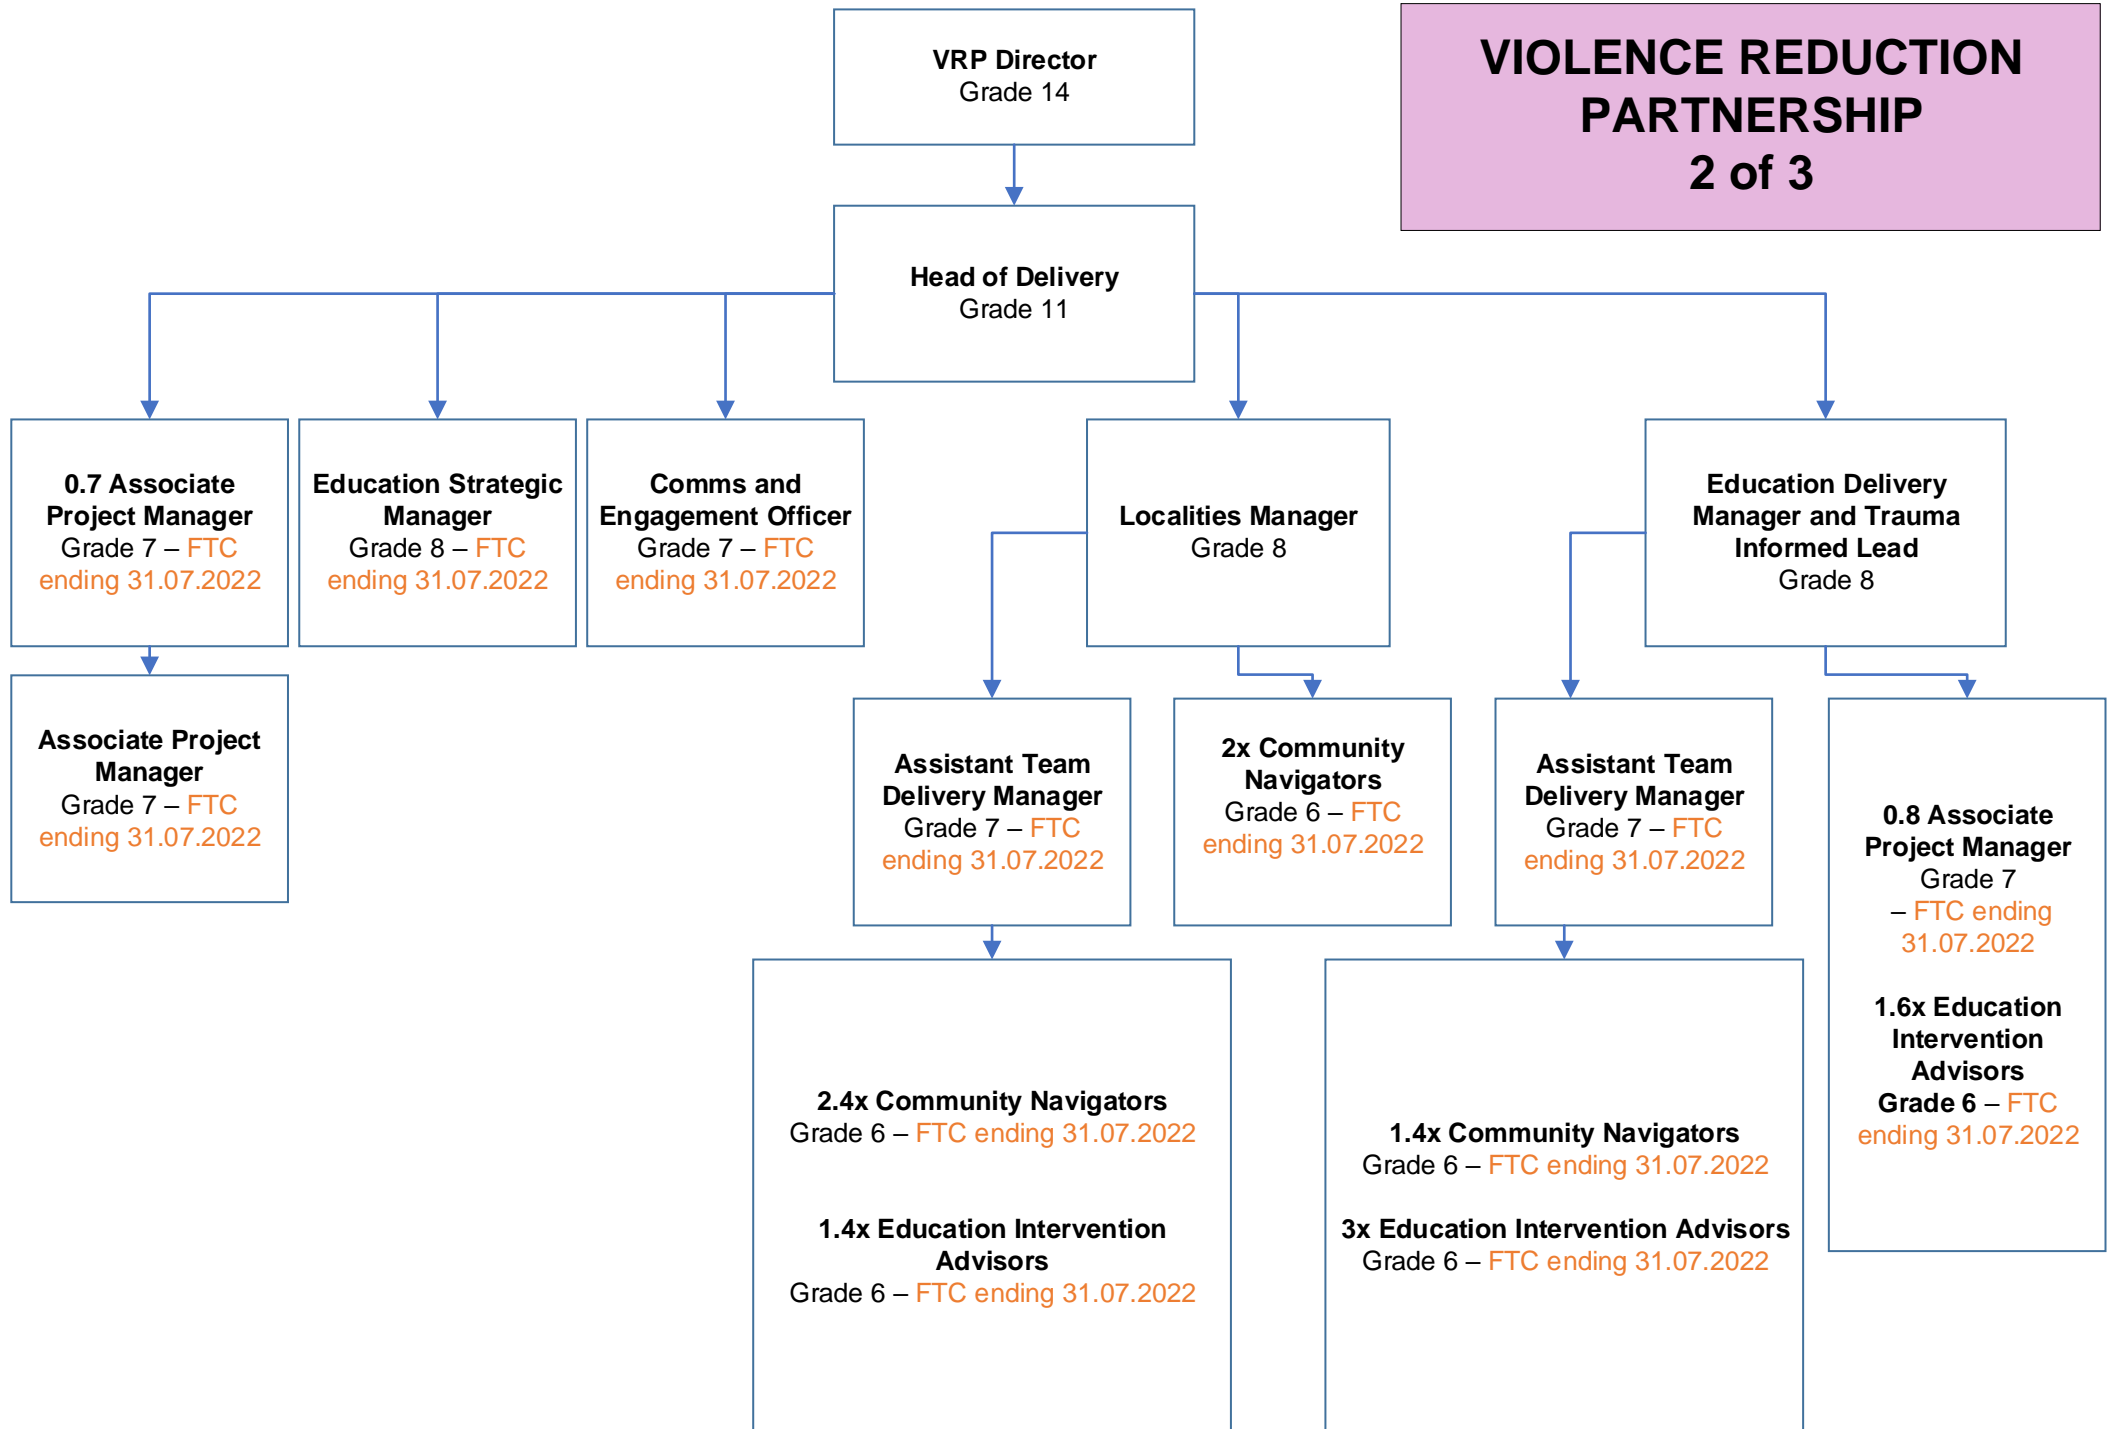 VRP Director
Grade 14
VIOLENCE REDUCTION
PARTNERSHIP
2 of 3
Head of Delivery
Grade 11
0.7 Associate
Project Manager
Grade 7 – FTC
ending 31.07.2022
Education Strategic
Manager
Grade 8 – FTC
ending 31.07.2022
Comms and
Engagement Officer
Grade 7 – FTC
ending 31.07.2022
Localities Manager
Grade 8
Education Delivery
Manager and Trauma
Informed Lead
Grade 8
Associate Project
Manager
Grade 7 – FTC
ending 31.07.2022
Assistant Team
Delivery Manager
Grade 7 – FTC
ending 31.07.2022
2x Community
Navigators
Grade 6 – FTC
ending 31.07.2022
Assistant Team
Delivery Manager
Grade 7 – FTC
ending 31.07.2022
0.8 Associate
Project Manager
Grade 7
– FTC ending
31.07.2022
1.6x Education
Intervention
Advisors
Grade 6 – FTC
ending 31.07.2022
2.4x Community Navigators
Grade 6 – FTC ending 31.07.2022
1.4x Education Intervention
Advisors
Grade 6 – FTC ending 31.07.2022
1.4x Community Navigators
Grade 6 – FTC ending 31.07.2022
3x Education Intervention Advisors
Grade 6 – FTC ending 31.07.2022